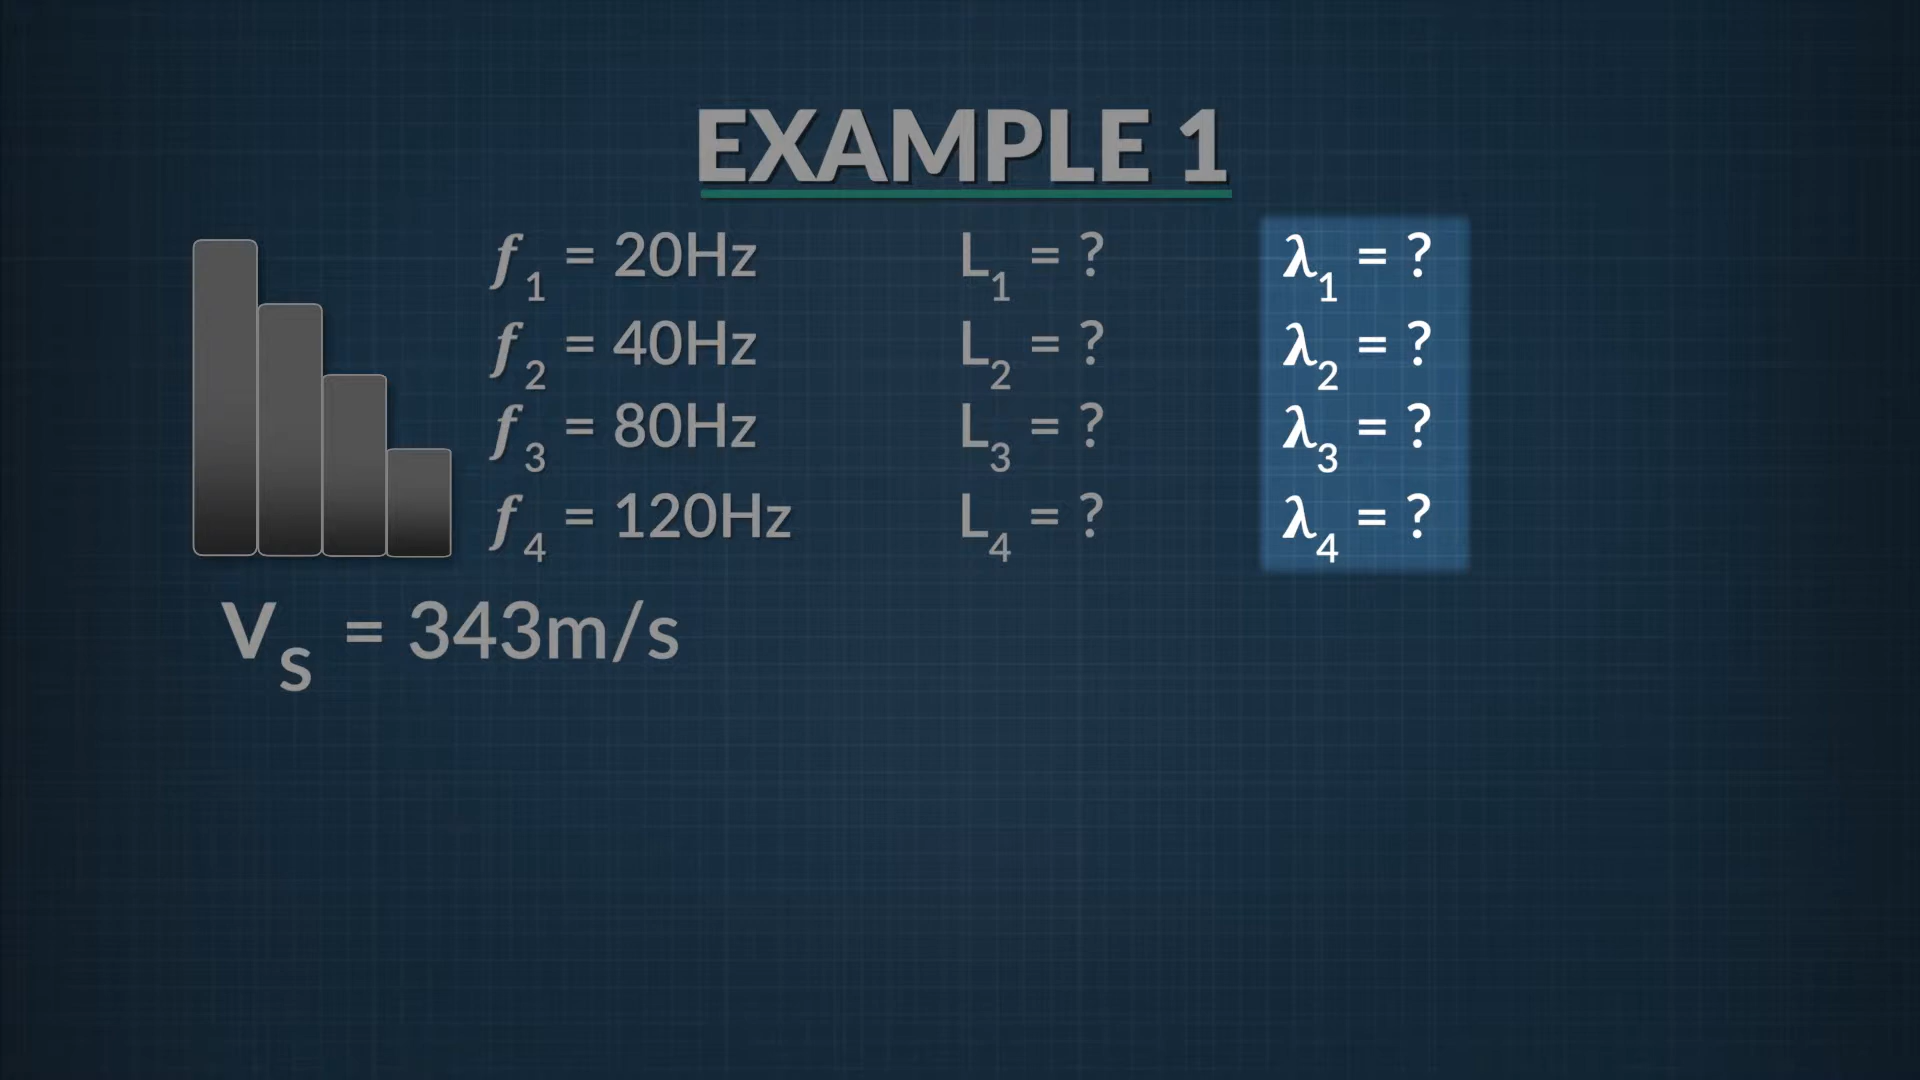 EXAMPLE 1
f1 = 20Hz L1 = ? λ1 = ?
f2 = 40Hz L2 = ? λ2 = ?
f3 = 80Hz L3 = ? λ3 = ?
f4 = 120Hz L4 = ? λ4 = ?
VS = 343m/s